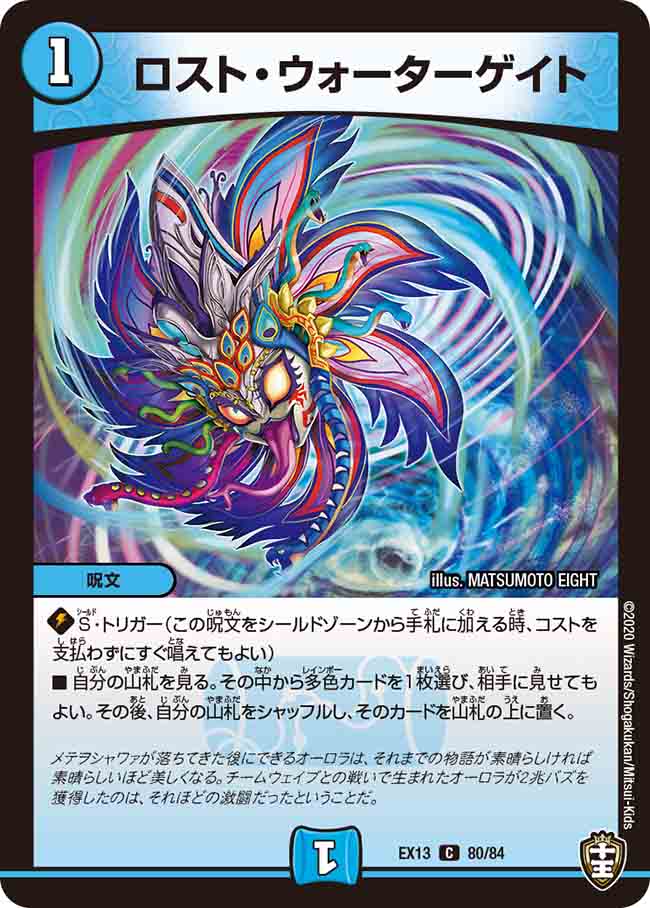 1
ロスト・ウォーターゲイト
呪文
illus. MATSUMOTO EIGHT
S・トリガー(この呪文をシールドゾーンから手札に加える時、コストを
支払わずにすぐ唱えてもよい)
■自分の山札を見る。その中から多色カードを1枚選び、相手に見せても
よい。その後、自分の山札をシャッフルし、そのカードを山札の上に置く。
メテヲシャワァが落ちてきた後にできるオーロラは、それまでの物語が素晴らしければ
素晴らしいほど美しくなる。チームウェイブとの戦いで生まれたオーロラが2兆バズを
獲得したのは、それほどの激闘だったということだ。
©2020 Wizards/Shogakukan/Mitsui-Kids
1
EX13 C 80/84